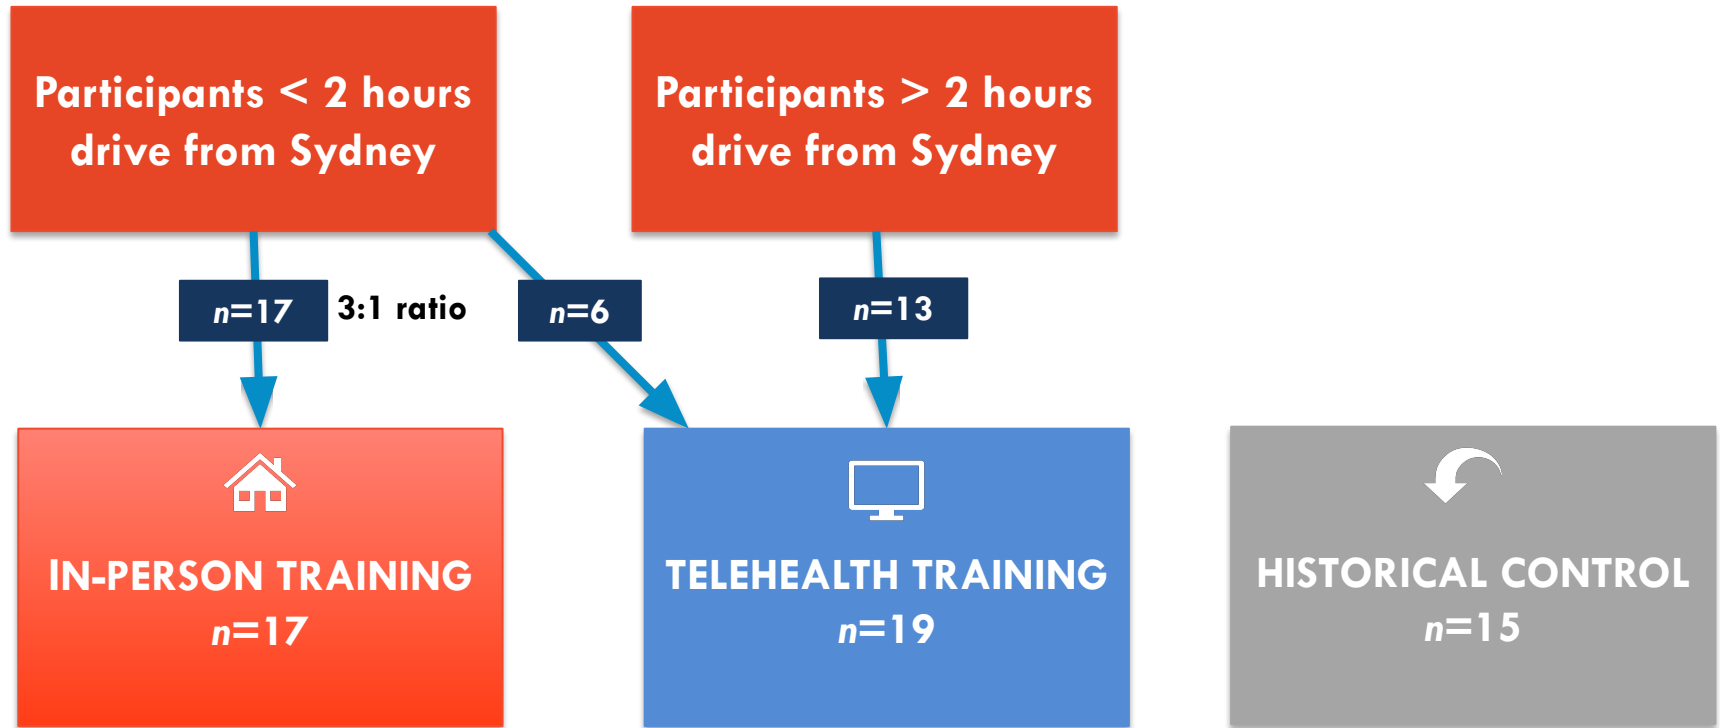 Participants < 2 hours
drive from Sydney
Participants > 2 hours
drive from Sydney
n=17
3:1 ratio
n=6
n=13
IN-PERSON TRAINING
n=17
TELEHEALTH TRAINING
n=19
HISTORICAL CONTROL
n=15